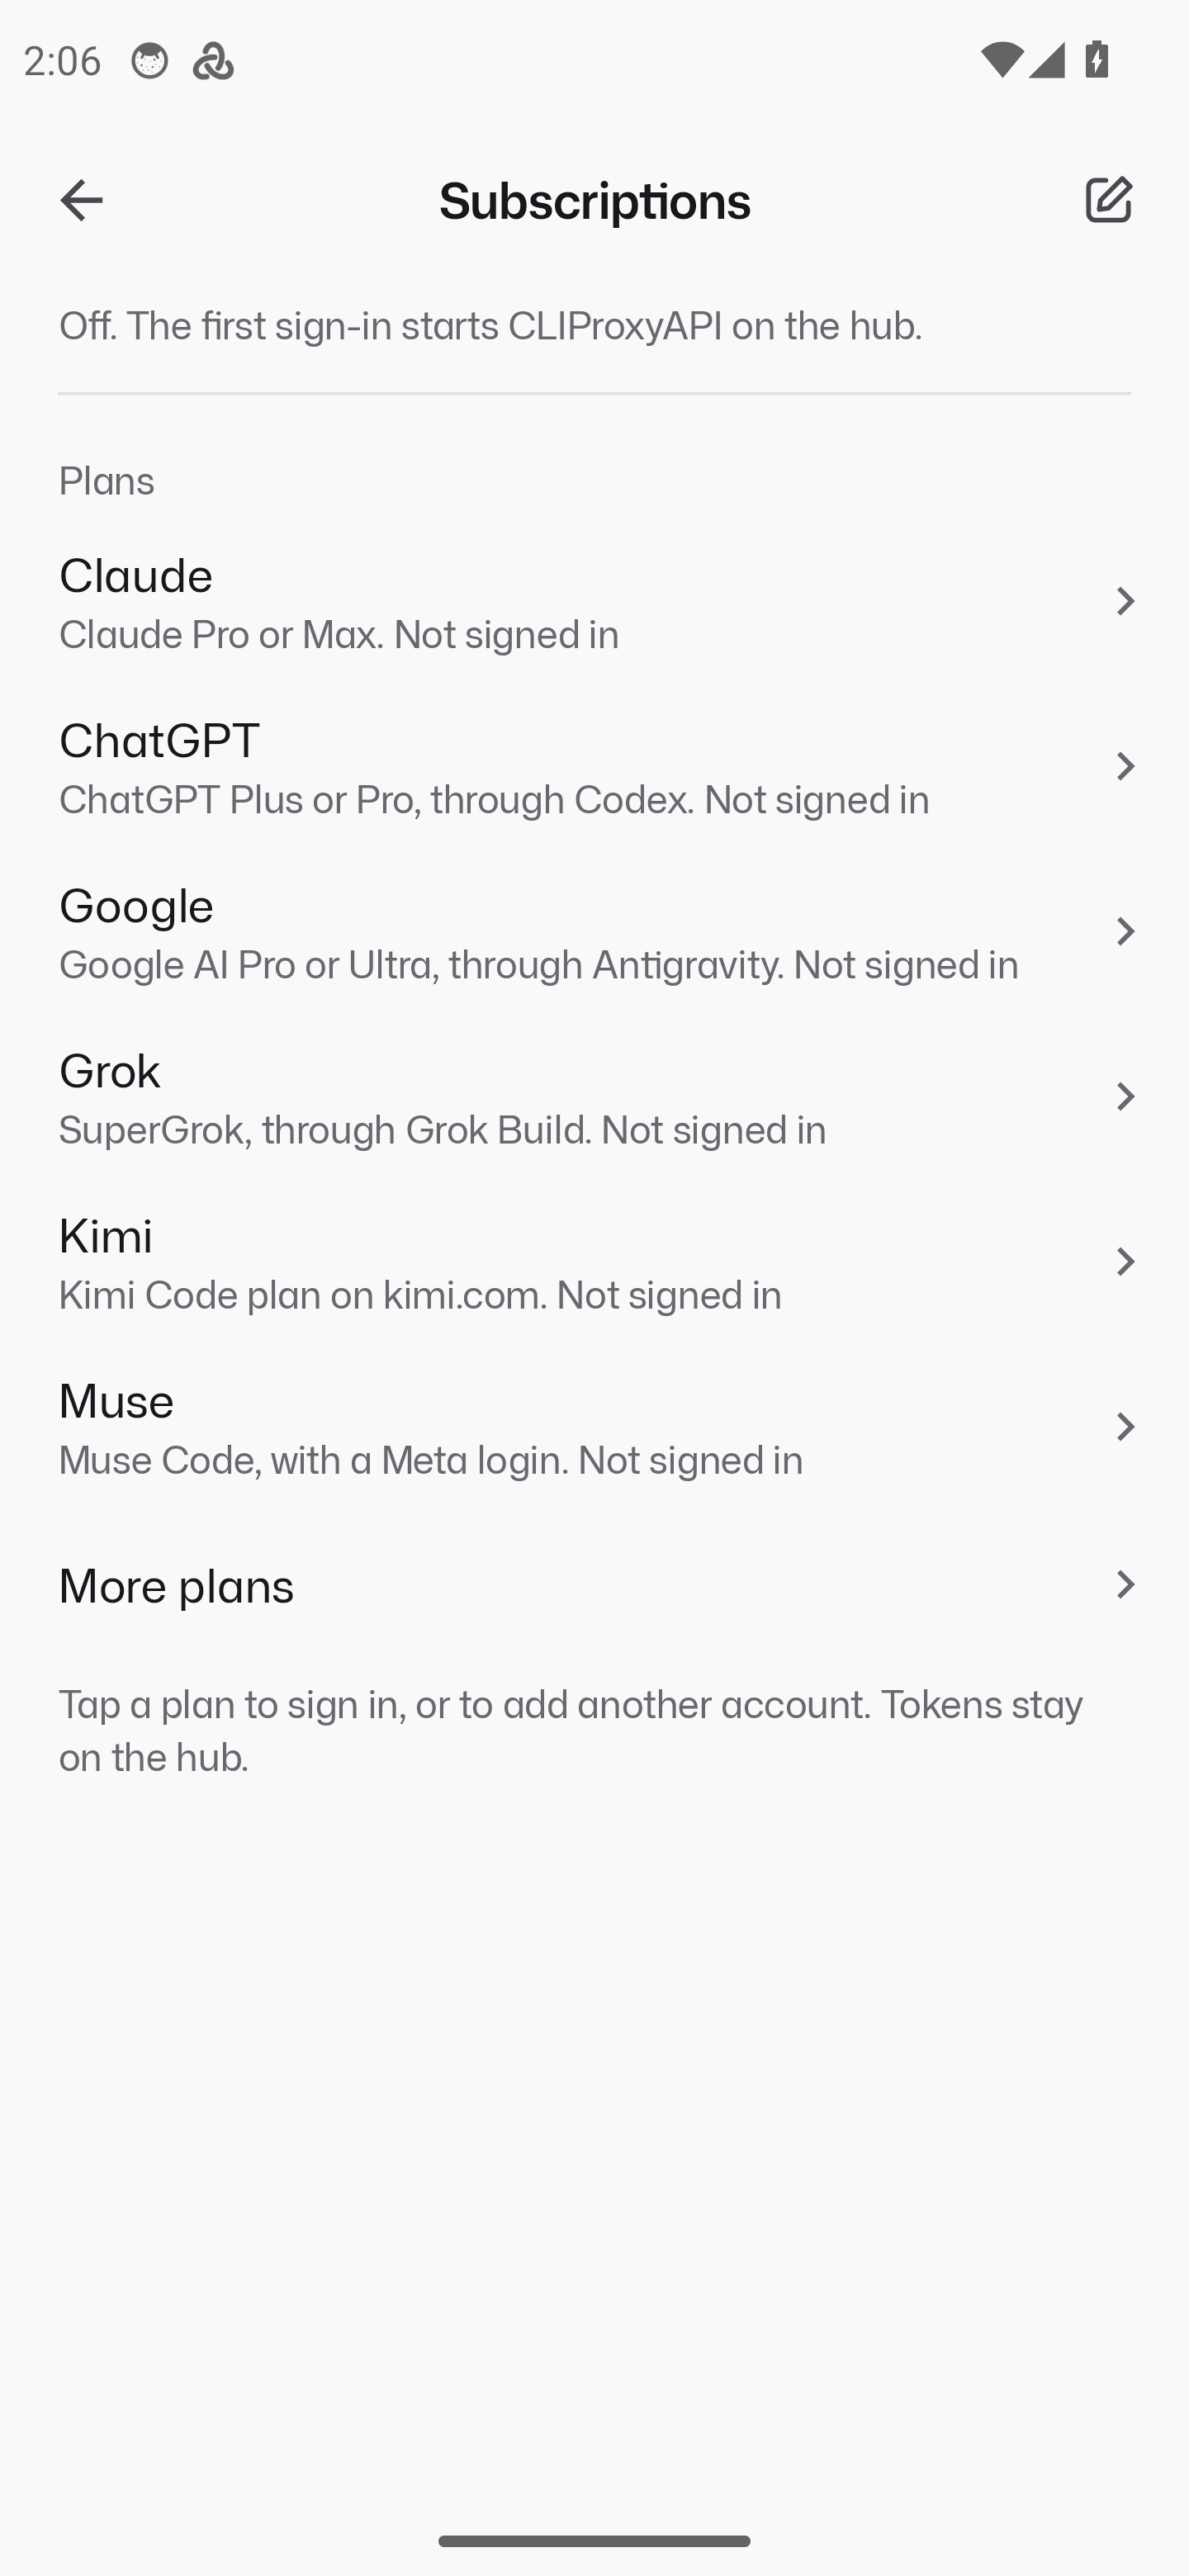 2:06
Subscriptions
Off. The first sign-in starts CLIProxyAPI on the hub.
Plans
Claude
Claude Pro or Max. Not signed in
ChatGPT
ChatGPT Plus or Pro, through Codex. Not signed in
Google
Google AI Pro or Ultra, through Antigravity. Not signed in
Grok
SuperGrok, through Grok Build. Not signed in
Kimi
Kimi Code plan on kimi.com. Not signed in
Muse
Muse Code, with a Meta login. Not signed in
More plans
Tap a plan to sign in, or to add another account. Tokens stay
on the hub.